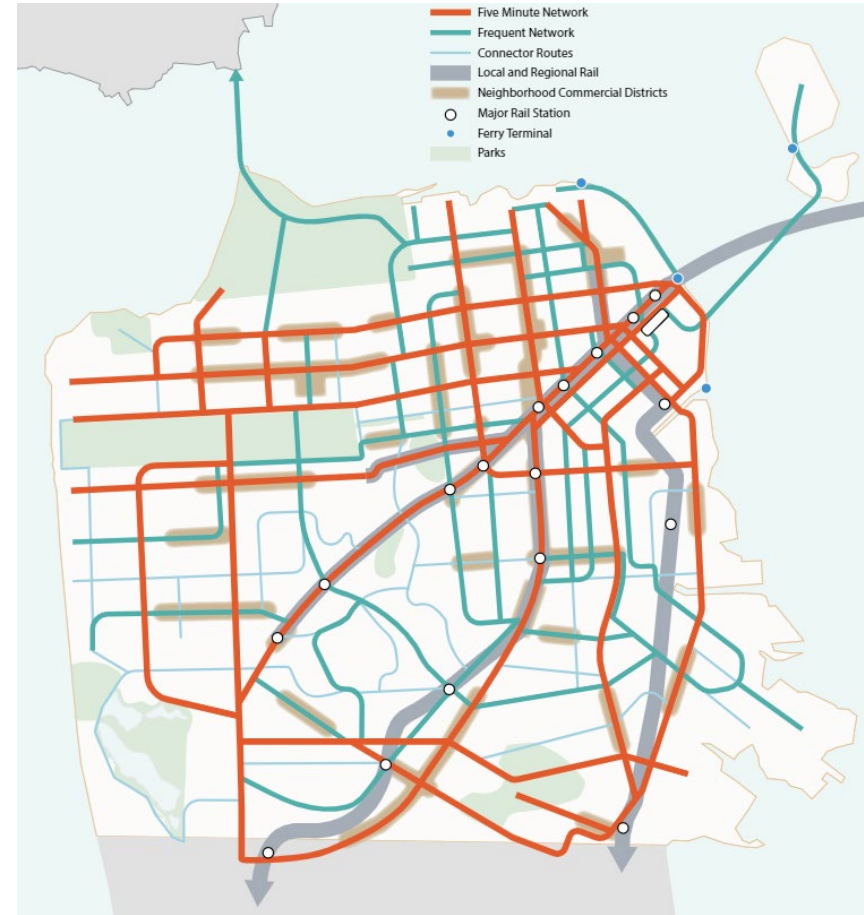 Five Minute Network
Frequent Network
Connector Routes
Local and Regional Rail
Neighborhood Commercial Districts
Major Rail Station
Ferry Terminal
Parks